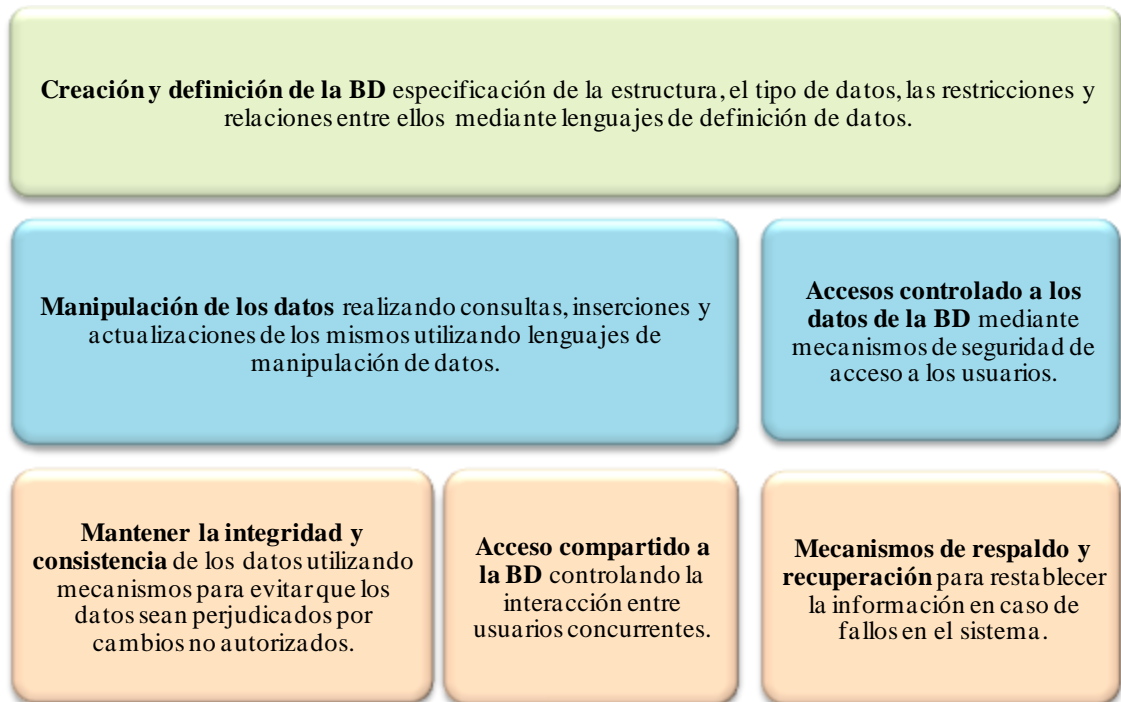 Creación y definición de la BD especificación de la estructura, el tipo de datos, las restricciones y
relaciones entre ellos mediante lenguajes de definición de datos.
Manipulación de los datos realizando consultas, inserciones y
actualizaciones de los mismos utilizando lenguajes de
manipulación de datos.
Accesos controlado a los
datos de la BD mediante
mecanismos de seguridad de
acceso a los usuarios.
Mantener la integridad y
consistencia de los datos utilizando
mecanismos para evitar que los
datos sean perjudicados por
cambios no autorizados.
Acceso compartido a
la BD controlando la
interacción entre
usuarios concurrentes.
Mecanismos de respaldo y
recuperación para restablecer
la información en caso de
fallos en el sistema.